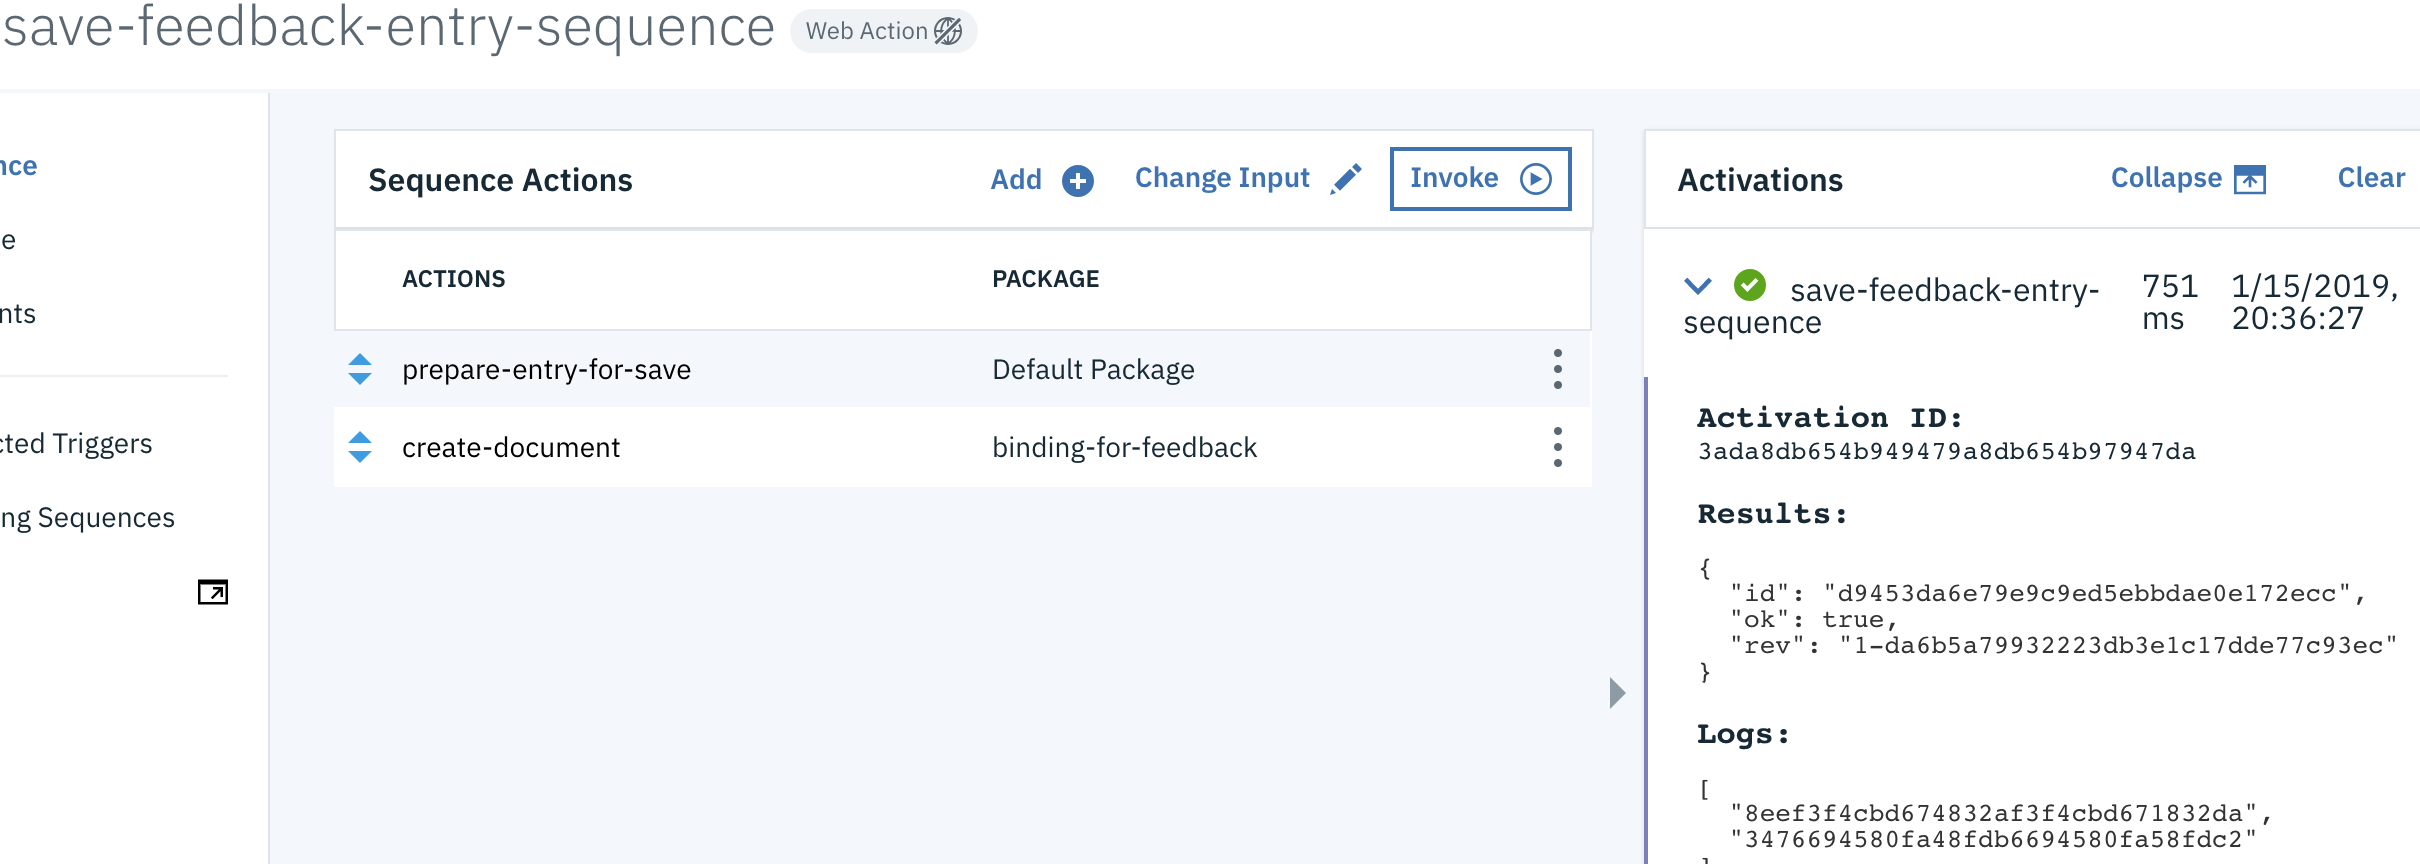 save-feedback-entry-sequence Web Action
nce
e
nts
cted Triggers
ng Sequences
Sequence Actions Add Change Input Invoke
ACTIONS PACKAGE
prepare-entry-for-save Default Package
create-document binding-for-feedback
Activations Collapse Clear
save-feedback-entry-sequence 751 ms 1/15/2019, 20:36:27
Activation ID:
3ada8db654b949479a8db654b97947da
Results:
{
"id": "d9453da6e79e9c9ed5ebbdae0e172ecc",
"ok": true,
"rev": "1-da6b5a79932223db3e1c17dde77c93ec"
}
Logs:
[
"8eef3f4cbd674832af3f4cbd671832da",
"3476694580fa48fdb6694580fa58fdc2"